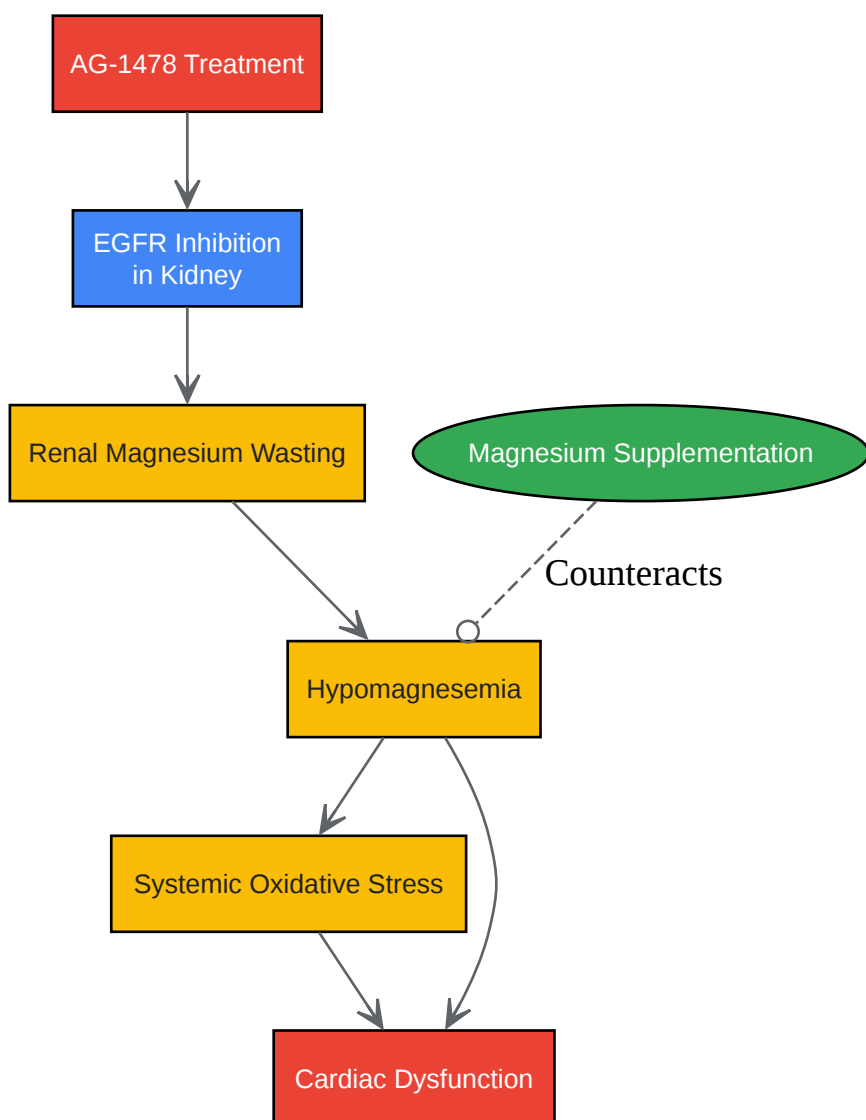 AG-1478 Treatment
EGFR Inhibition
in Kidney
Renal Magnesium Wasting
Magnesium Supplementation
Counteracts
Hypomagnesemia
Systemic Oxidative Stress
Cardiac Dysfunction